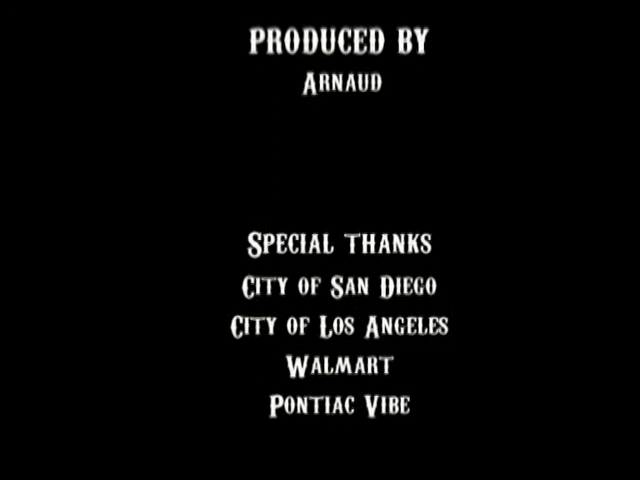 PRODUCED BY
ARNAUD
SPECIAL THANKS
CITY OF SAN DIEGO
CITY OF LOS ANGELES
WALMART
PONTIAC VIBE